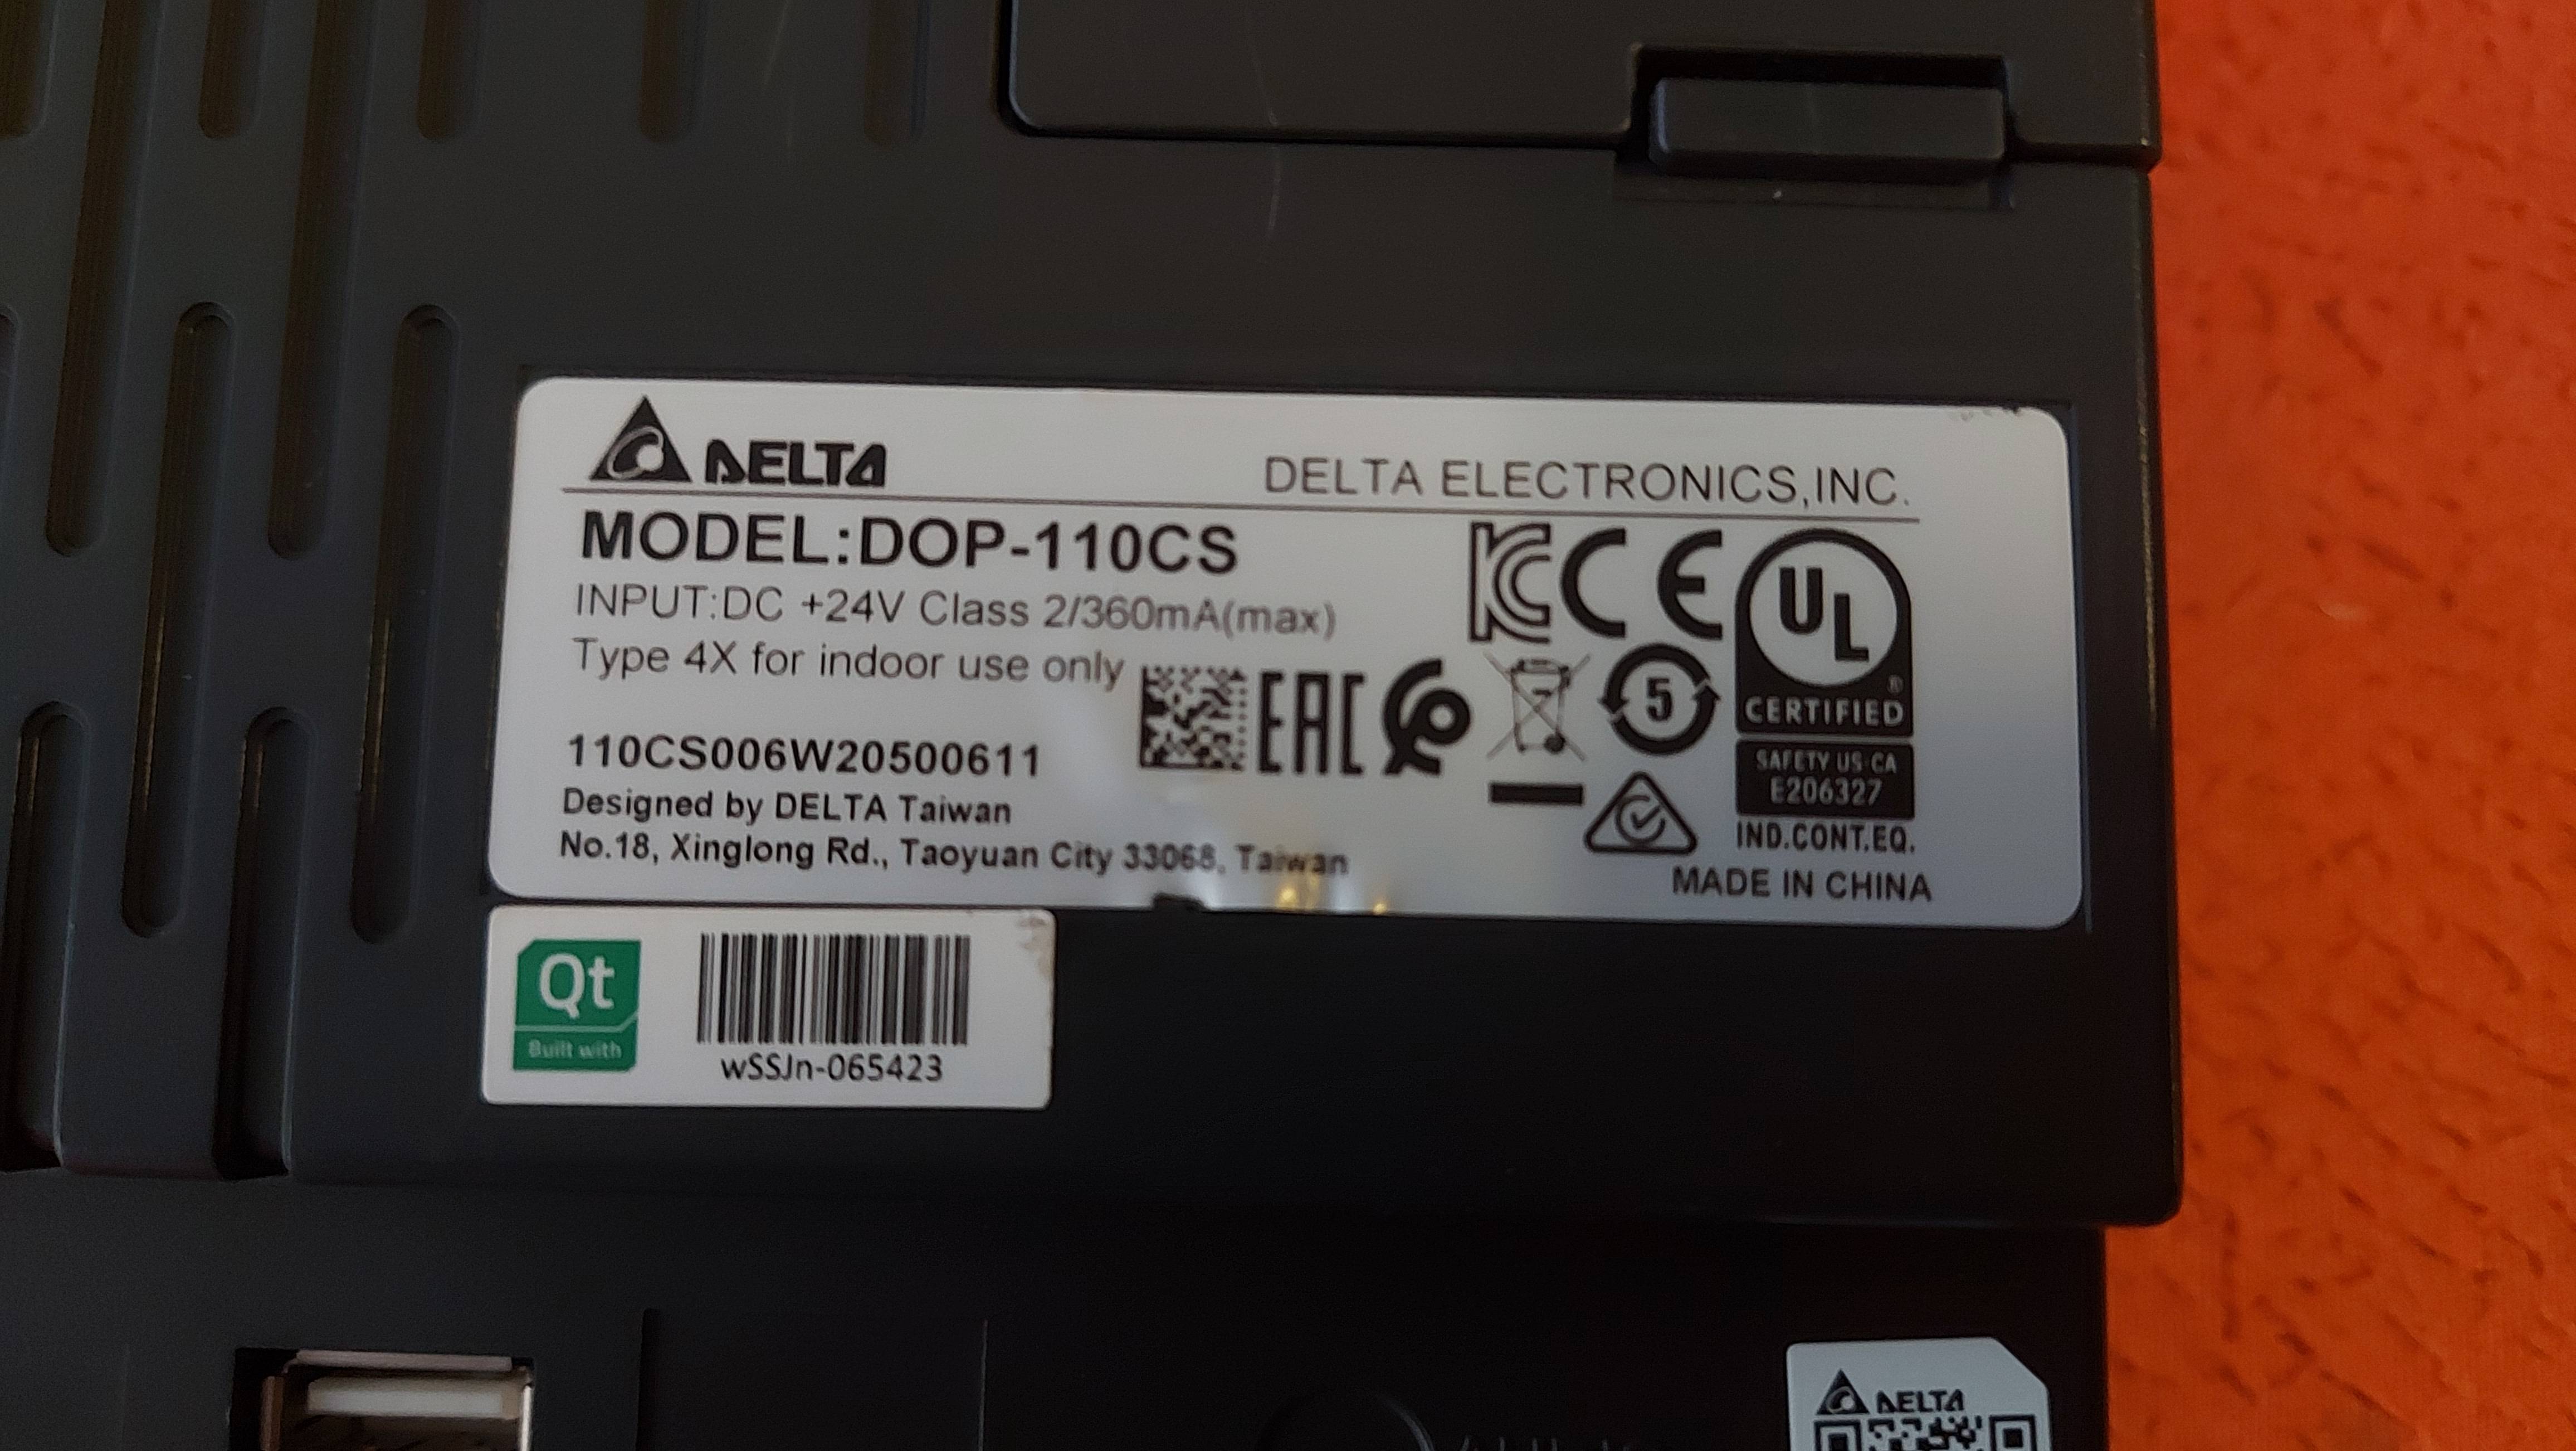 DELTA
DELTA ELECTRONICS,INC.
MODEL:DOP-110CS
INPUT:DC +24V Class 2/360mA(max)
Type 4X for indoor use only
EAC
CE
UL
®
CERTIFIED
SAFETY US·CA
E206327
IND.CONT.EQ.
5
110CS006W20500611
Designed by DELTA Taiwan
No.18, Xinglong Rd., Taoyuan City 33068, Taiwan
MADE IN CHINA
Qt
Built with
wSSJn-065423
DELTA